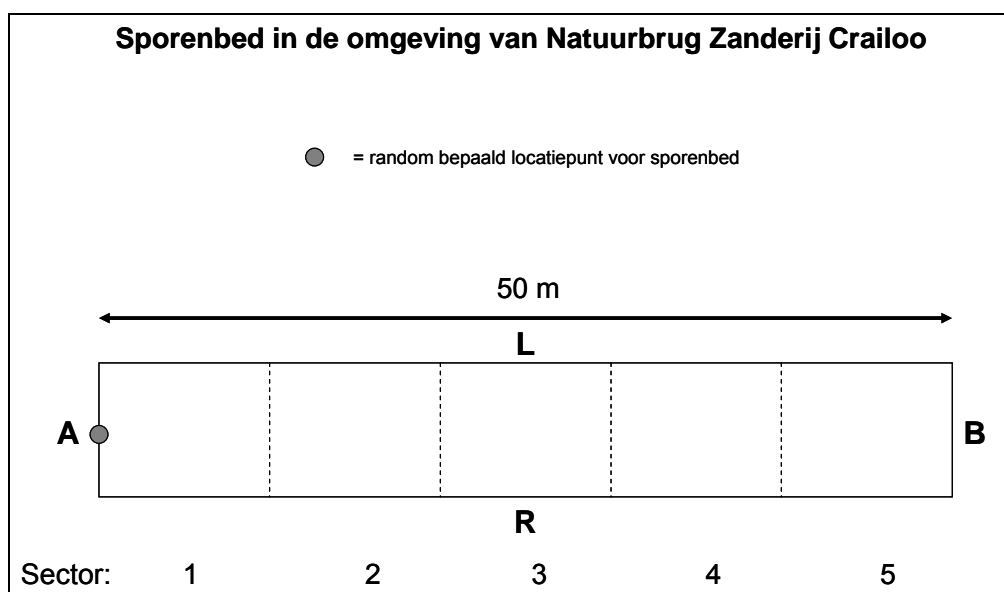 Sporenbed in de omgeving van Natuurbrug Zanderij Crailoo
= random bepaald locatiepunt voor sporenbed
50 m
L
A B
R
Sector: 1 2 3 4 5